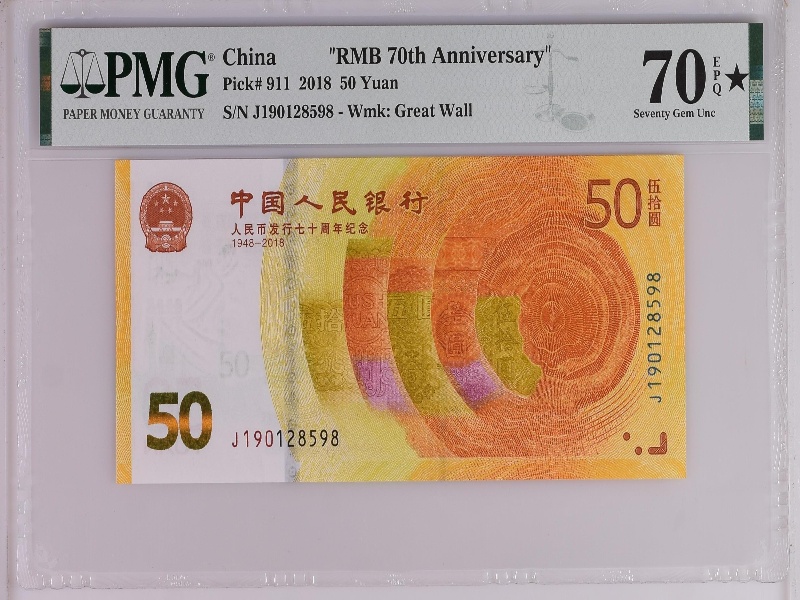 PMG®
PAPER MONEY GUARANTY
China "RMB 70th Anniversary"
Pick# 911 2018 50 Yuan
S/N J190128598 - Wmk: Great Wall
70 EPQ ★
Seventy Gem Unc
中国人民银行
人民币发行七十周年纪念
1948-2018
50 伍拾圆
J190128598
50
50
J190128598